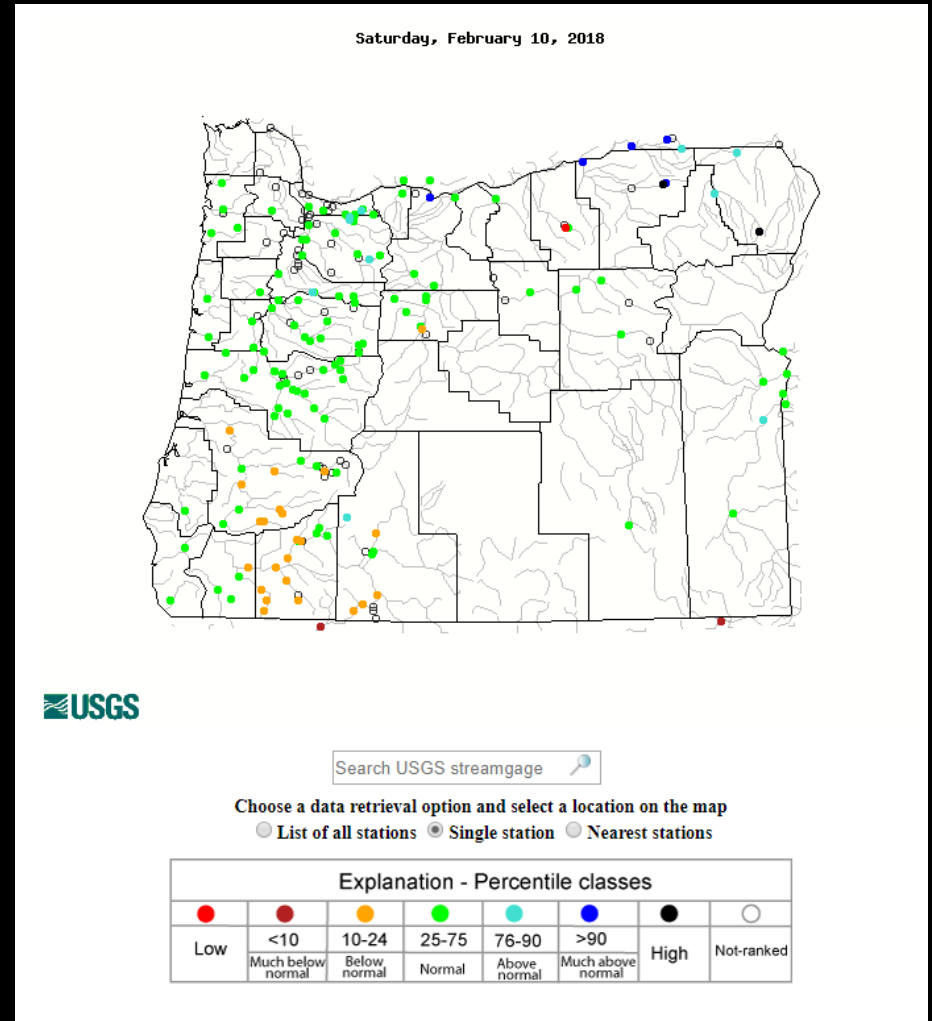 Saturday, February 10, 2018
USGS
Search USGS streamgage
Choose a data retrieval option and select a location on the map
List of all stations Single station Nearest stations
Explanation - Percentile classes
Low <10 10-24 25-75 76-90 >90 High Not-ranked
Much below normal Below normal Normal Above normal Much above normal